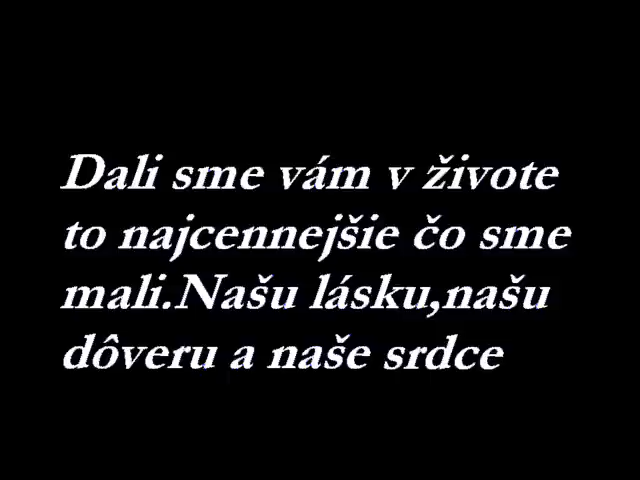 Dali sme vám v živote
to najcennejšie čo sme
mali.Našu lásku,našu
dôveru a naše srdce